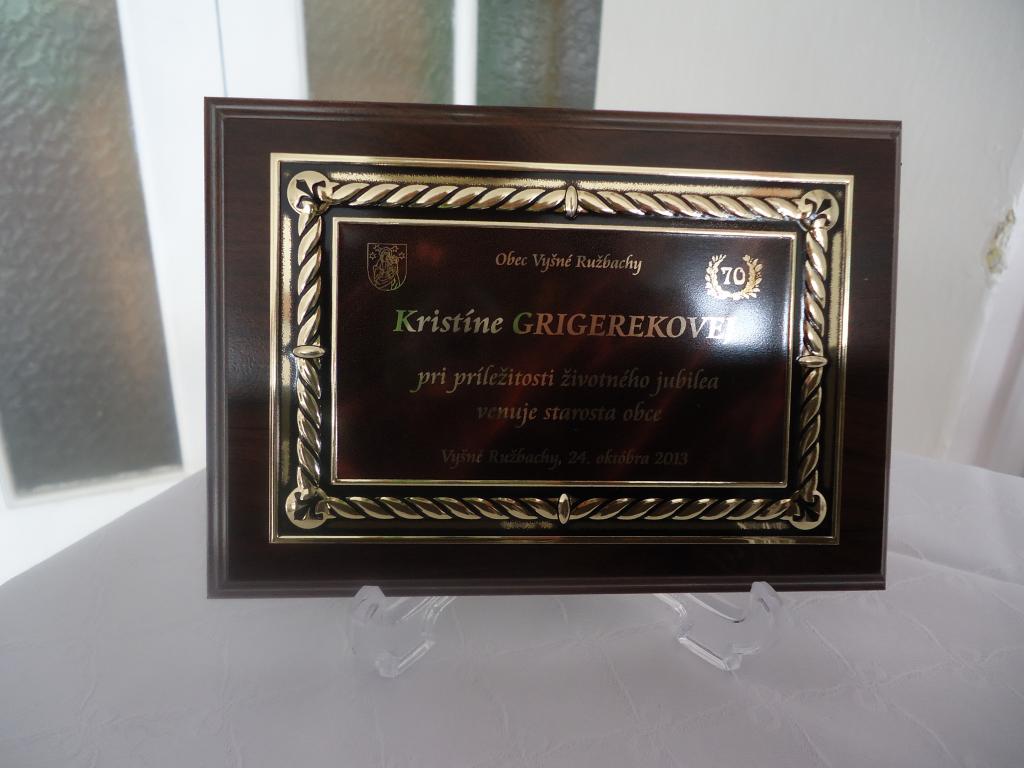 Obec Vyšné Ružbachy
70
Kristíne GRIGEREKOVEJ
pri príležitosti životného jubilea
venuje starosta obce
Vyšné Ružbachy, 24. októbra 2013